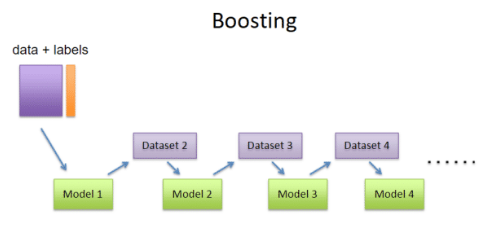 Boosting
data + labels
Dataset 2
Dataset 3
Dataset 4
......
Model 1
Model 2
Model 3
Model 4